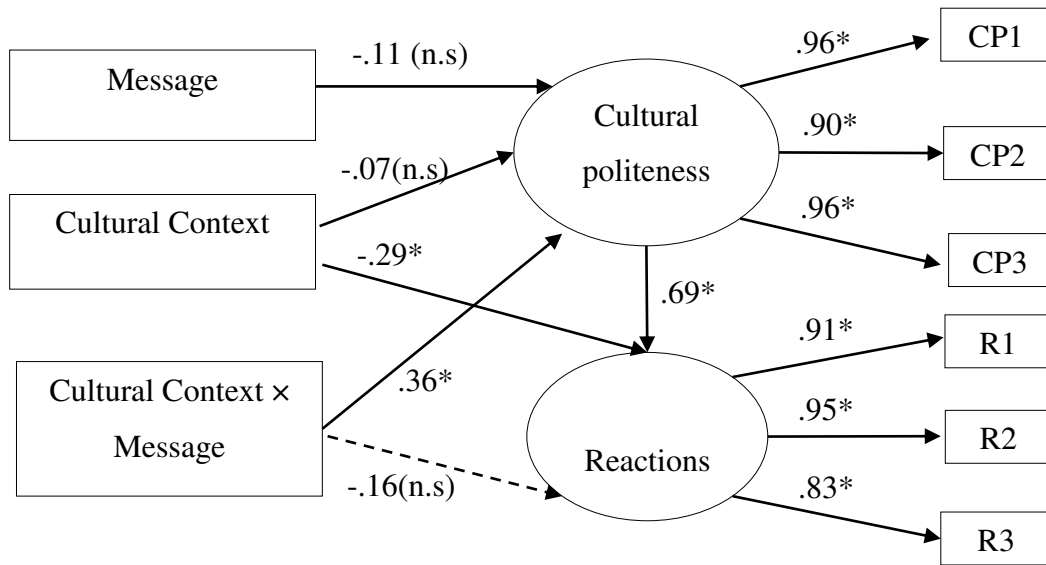 Message
-.11 (n.s)
Cultural Context
-.07(n.s)
-.29*
Cultural Context ×
Message
.36*
-.16(n.s)
Cultural
politeness
.69*
Reactions
.96*
CP1
.90*
CP2
.96*
CP3
.91*
R1
.95*
R2
.83*
R3